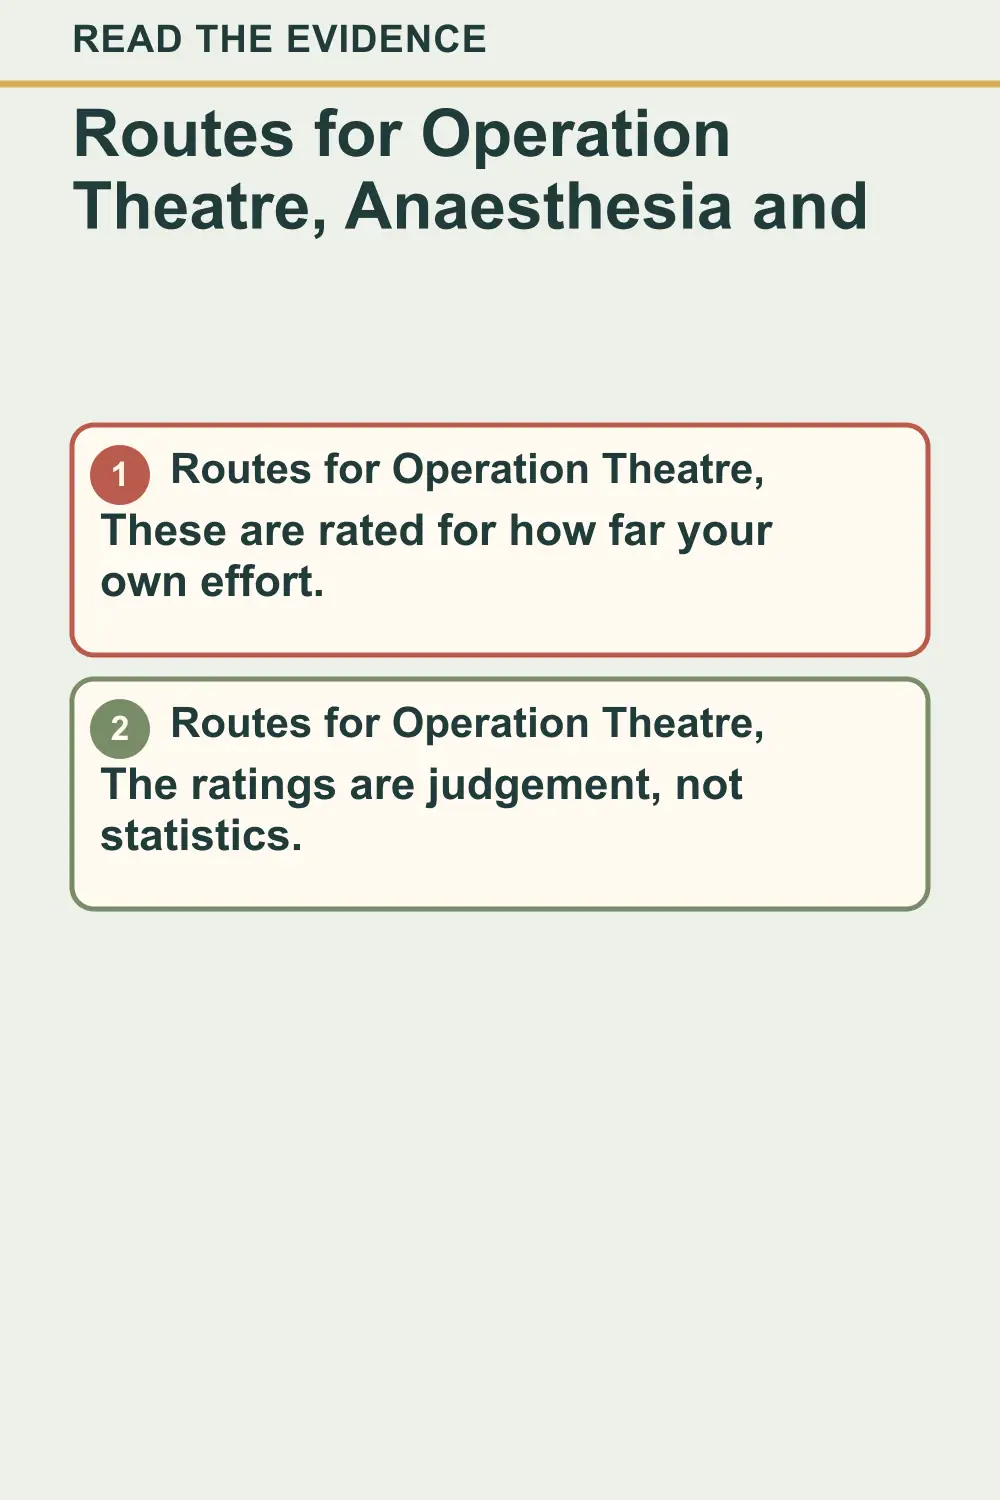 READ THE EVIDENCE
Routes for Operation
Theatre, Anaesthesia and
1 Routes for Operation Theatre,
These are rated for how far your
own effort.
2 Routes for Operation Theatre,
The ratings are judgement, not
statistics.